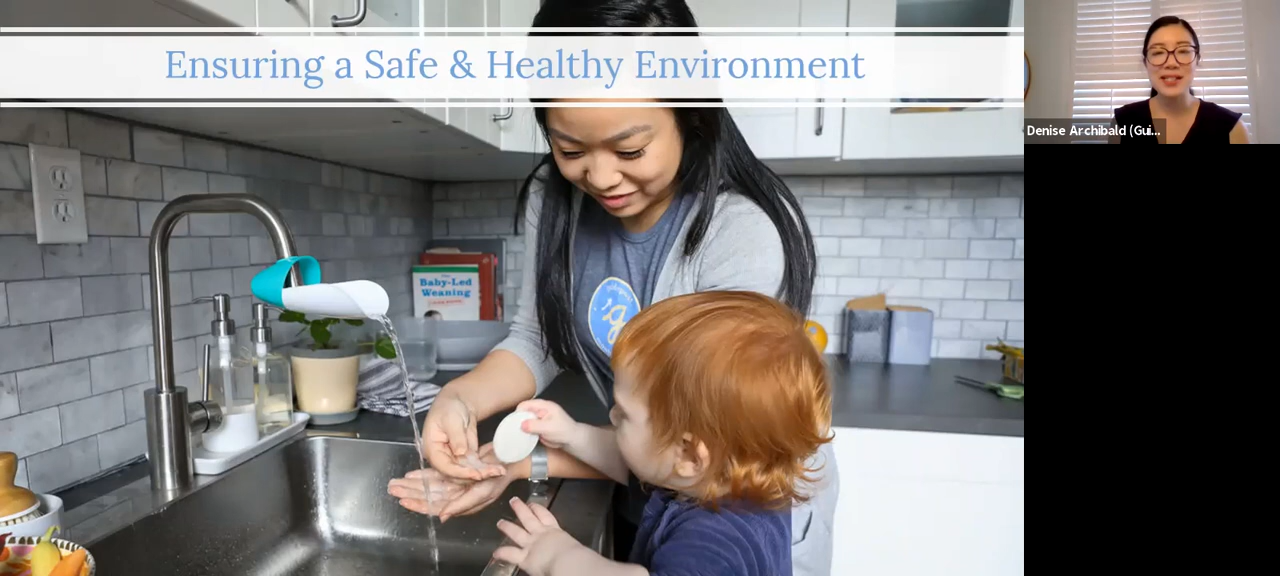 Ensuring a Safe & Healthy Environment
Denise Archibald (Gui...
Baby-Led
Weaning